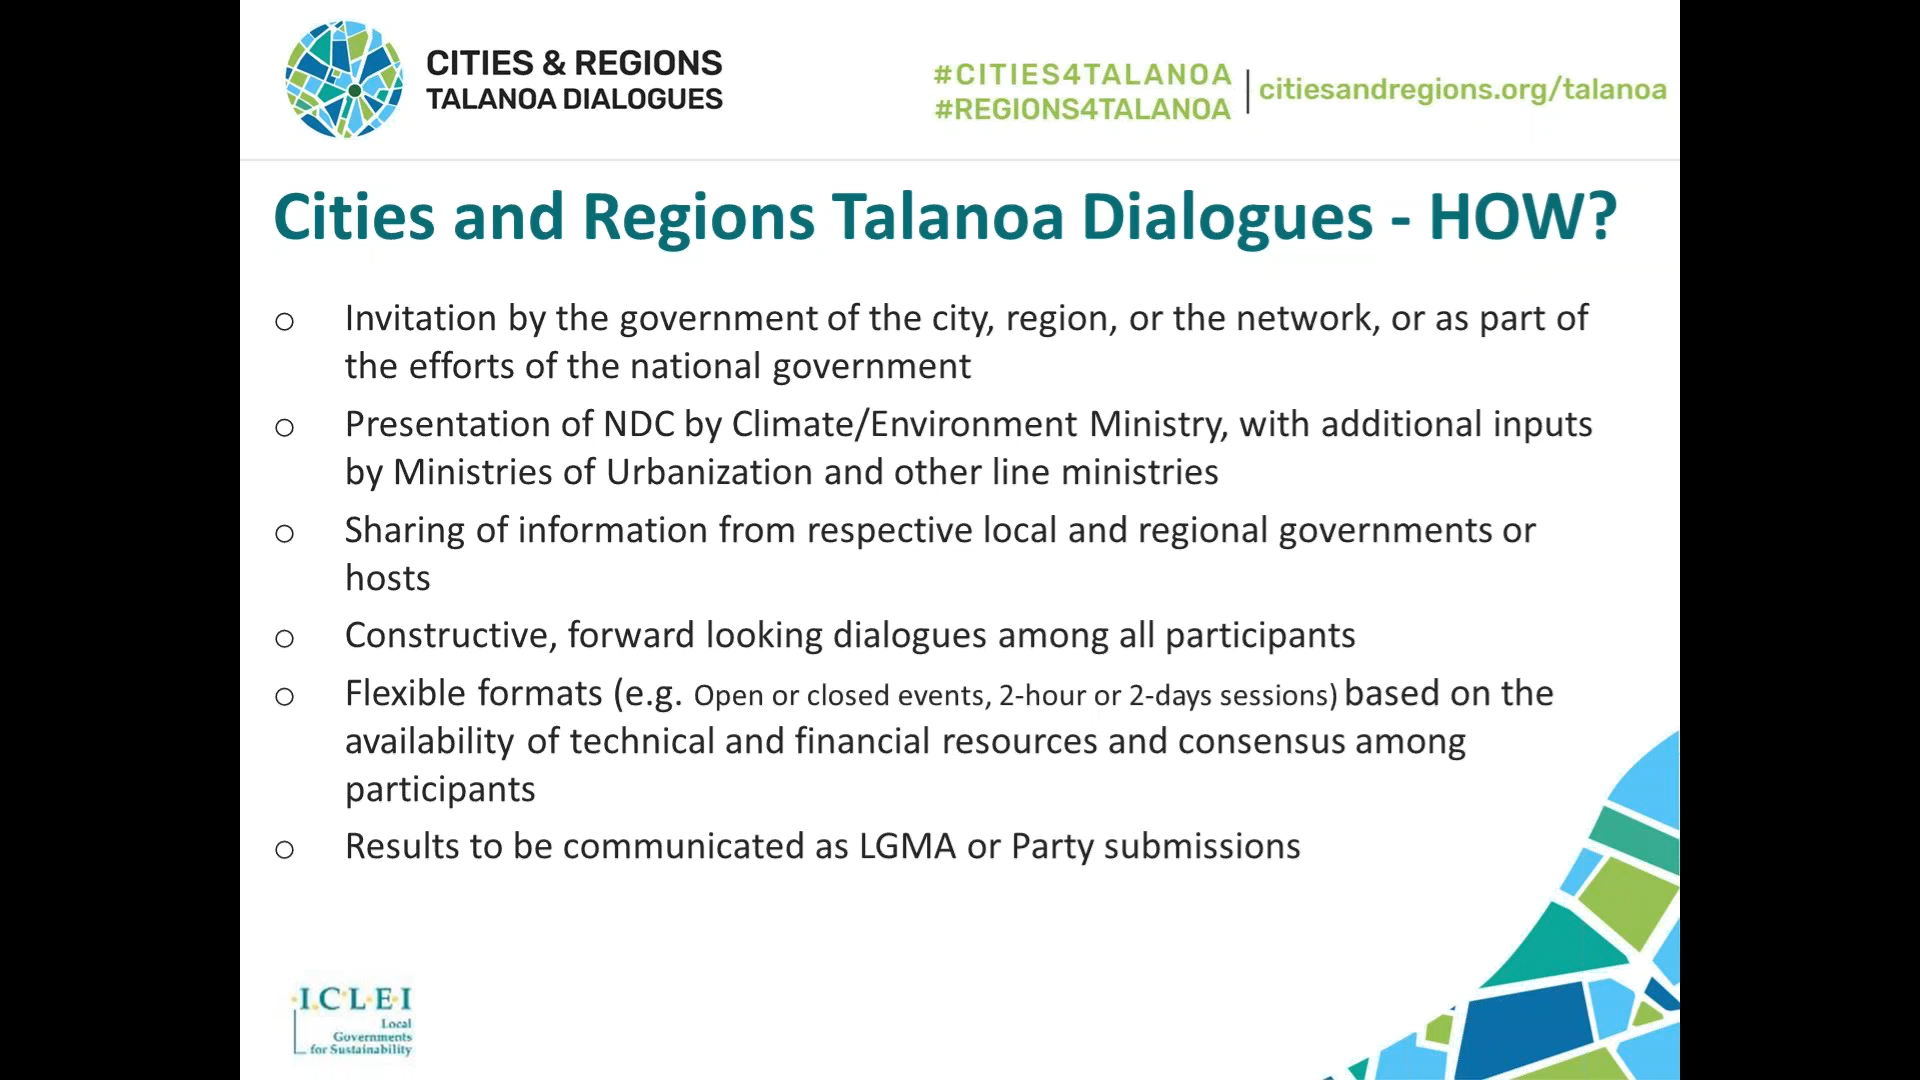 CITIES & REGIONS
TALANOA DIALOGUES
#CITIES4TALANOA
#REGIONS4TALANOA
citiesandregions.org/talanoa
Cities and Regions Talanoa Dialogues - HOW?
o Invitation by the government of the city, region, or the network, or as part of
the efforts of the national government
o Presentation of NDC by Climate/Environment Ministry, with additional inputs
by Ministries of Urbanization and other line ministries
o Sharing of information from respective local and regional governments or
hosts
o Constructive, forward looking dialogues among all participants
o Flexible formats (e.g. Open or closed events, 2-hour or 2-days sessions) based on the
availability of technical and financial resources and consensus among
participants
o Results to be communicated as LGMA or Party submissions
I.C.L.E.I
Local
Governments
for Sustainability